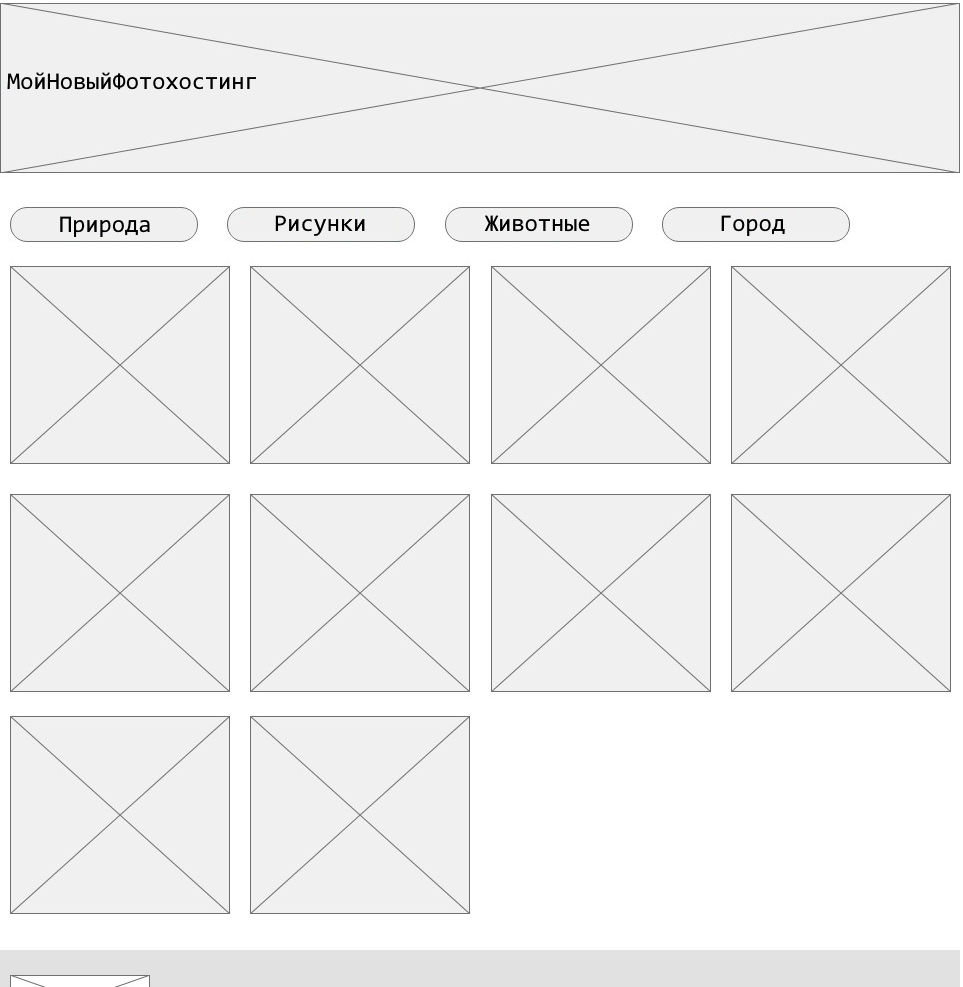 МойНовыйФотохостинг
Природа
Рисунки
Животные
Город